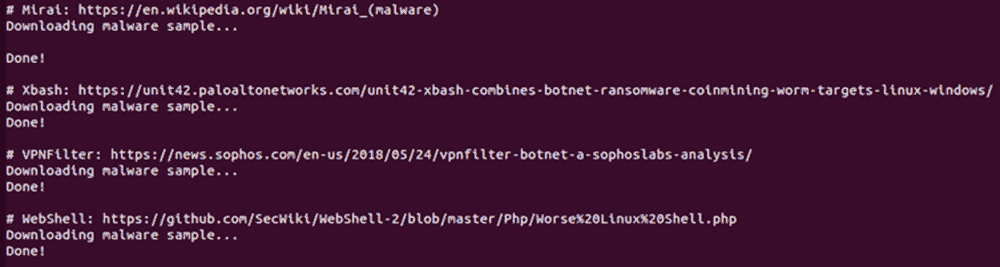 # Mirai: https://en.wikipedia.org/wiki/Mirai_(malware)
Downloading malware sample...
Done!
# Xbash: https://unit42.paloaltonetworks.com/unit42-xbash-combines-botnet-ransomware-coinmining-worm-targets-linux-windows/
Downloading malware sample...
Done!
# VPNFilter: https://news.sophos.com/en-us/2018/05/24/vpnfilter-botnet-a-sophoslabs-analysis/
Downloading malware sample...
Done!
# WebShell: https://github.com/SecWiki/WebShell-2/blob/master/Php/Worse%20Linux%20Shell.php
Downloading malware sample...
Done!